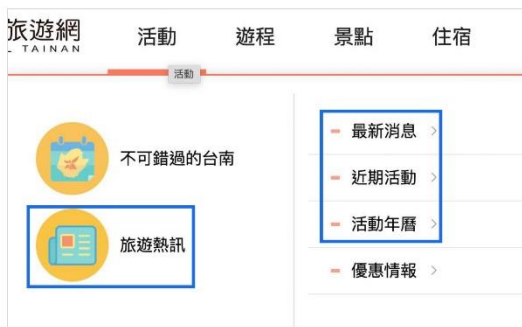 旅遊網
TAINAN
活動
遊程
景點
住宿
活動
不可錯過的台南
旅遊熱訊
最新消息
近期活動
活動年曆
優惠情報